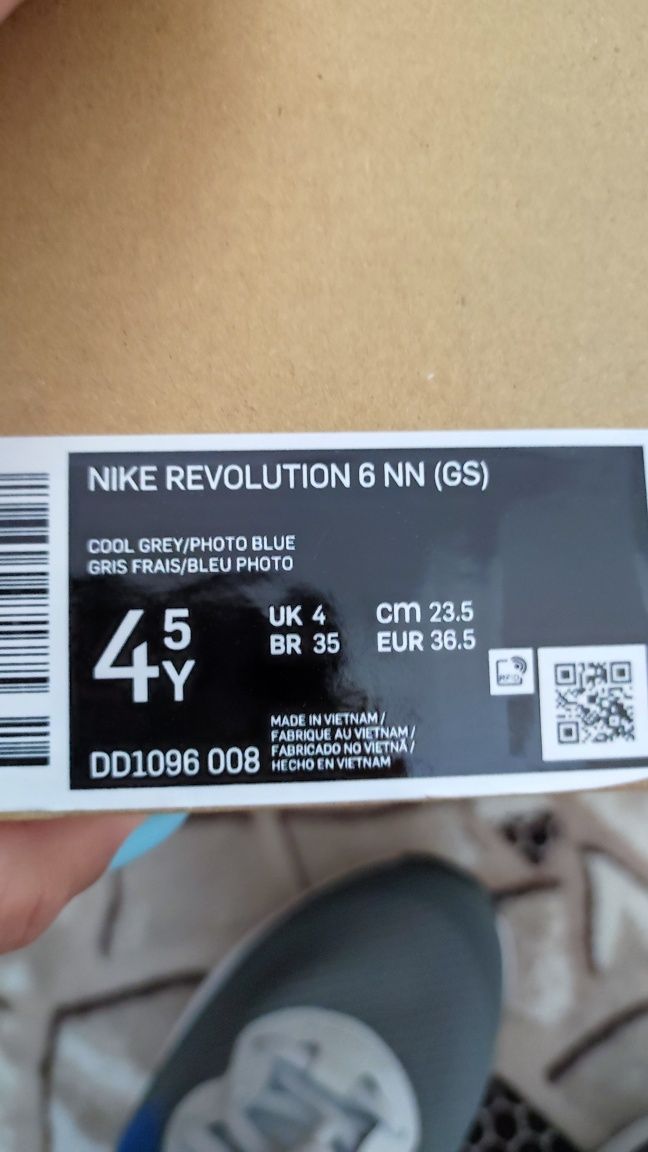 NIKE REVOLUTION 6 NN (GS)
COOL GREY/PHOTO BLUE
GRIS FRAIS/BLEU PHOTO
4 5 Y
UK 4 cm 23.5
BR 35 EUR 36.5
RFID
MADE IN VIETNAM /
FABRIQUE AU VIETNAM /
FABRICADO NO VIETNÃ /
HECHO EN VIETNAM
DD1096 008